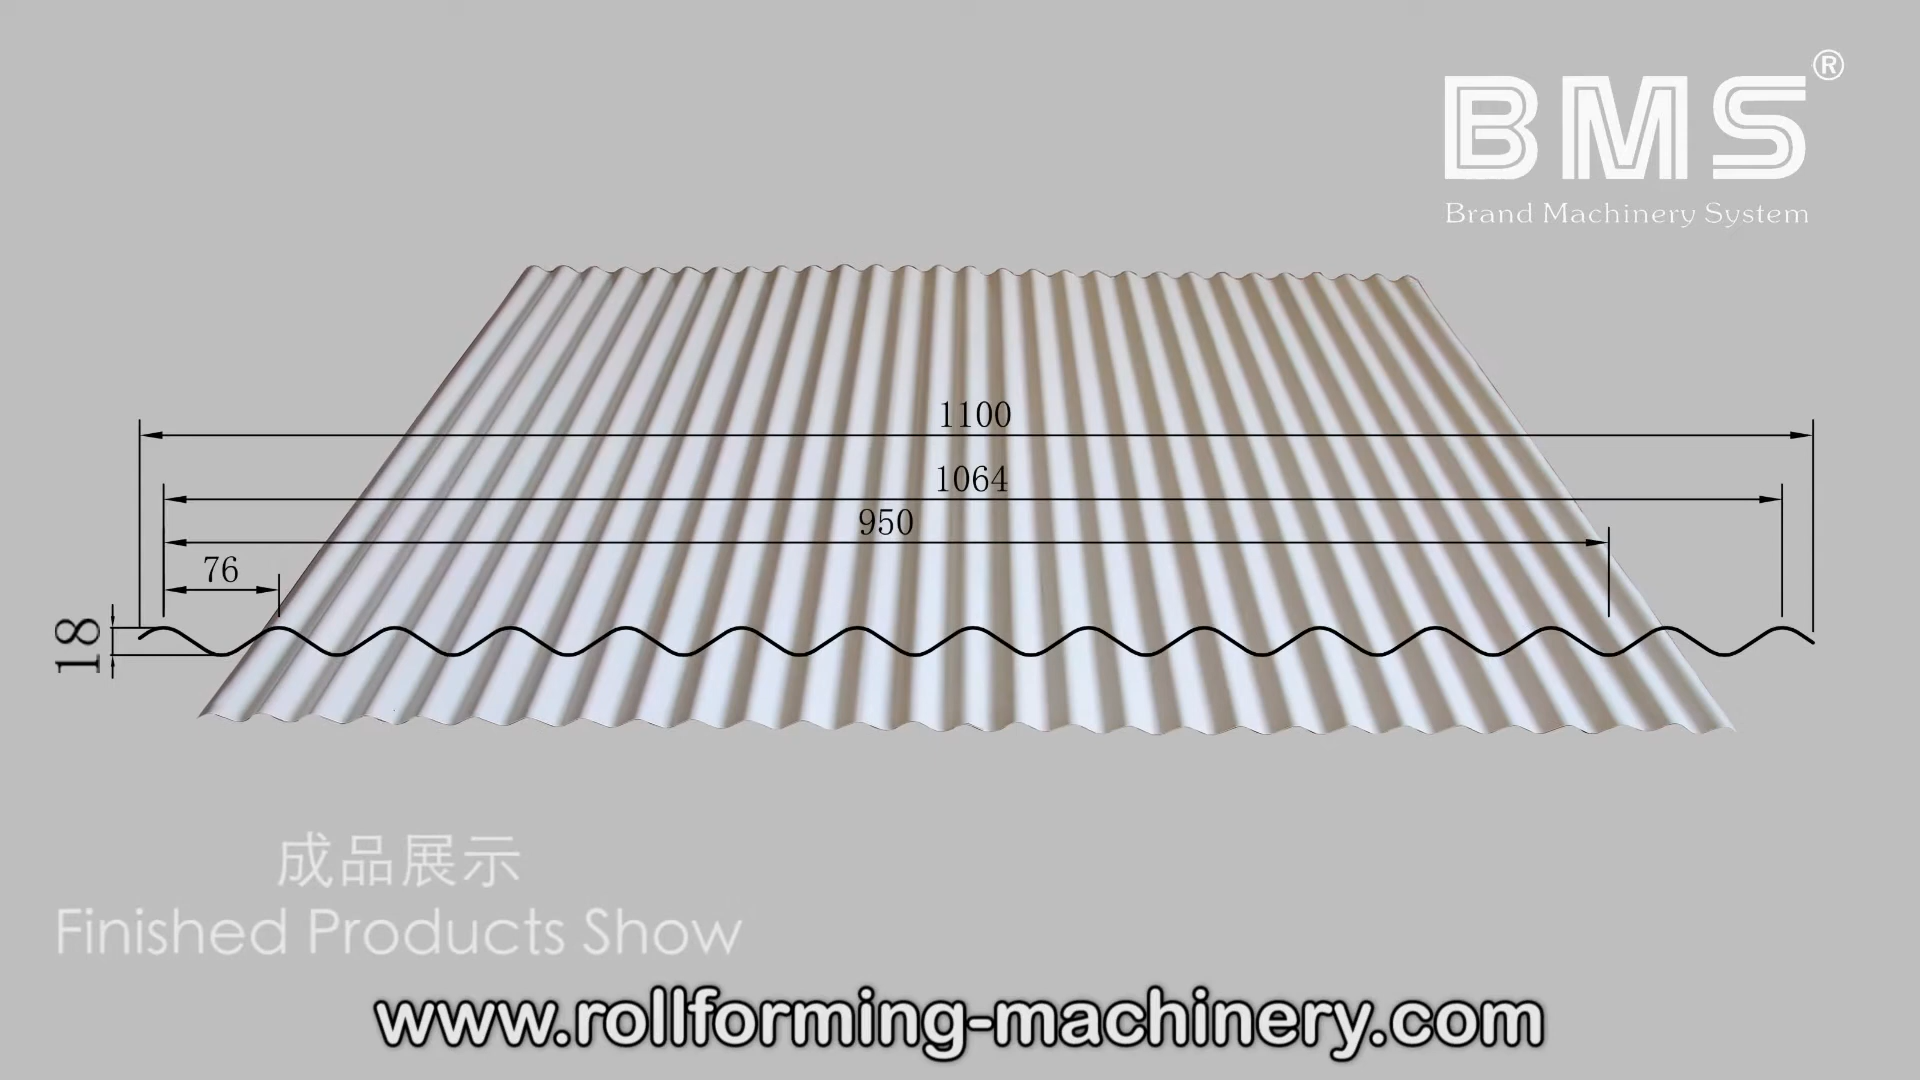 BMS®
Brand Machinery System
1100
1064
950
76
18
成品展示
Finished Products Show
www.rollforming-machinery.com